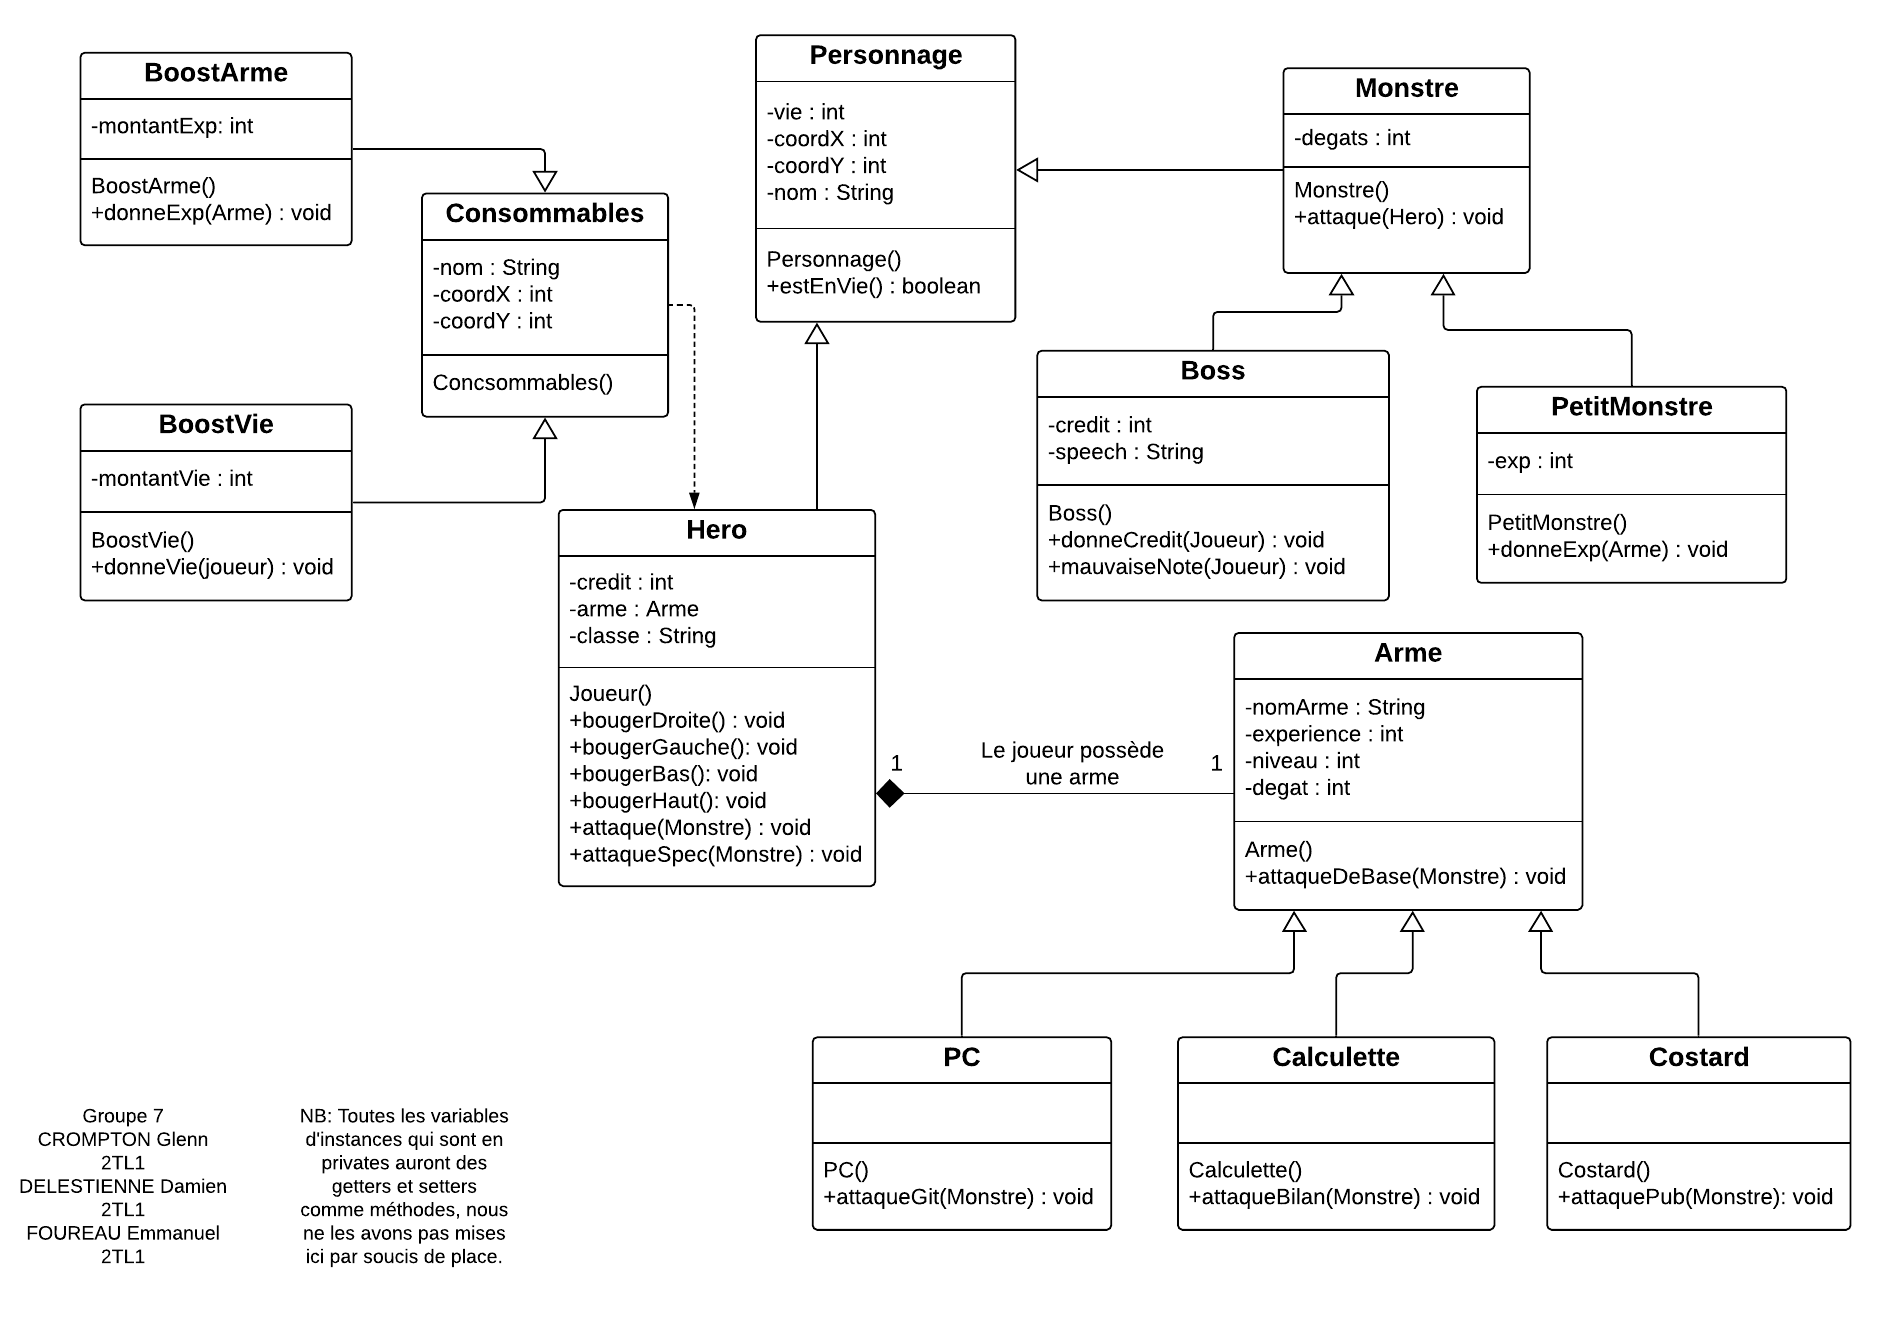 BoostArme
-montantExp: int
BoostArme()
+donneExp(Arme) : void
Consommables
-nom : String
-coordX : int
-coordY : int
Concsommables()
BoostVie
-montantVie : int
BoostVie()
+donneVie(joueur) : void
Personnage
-vie : int
-coordX : int
-coordY : int
-nom : String
Personnage()
+estEnVie() : boolean
Monstre
-degats : int
Monstre()
+attaque(Hero) : void
Boss
-credit : int
-speech : String
Boss()
+donneCredit(Joueur) : void
+mauvaiseNote(Joueur) : void
PetitMonstre
-exp : int
PetitMonstre()
+donneExp(Arme) : void
Hero
-credit : int
-arme : Arme
-classe : String
Joueur()
+bougerDroite() : void
+bougerGauche(): void
+bougerBas(): void
+bougerHaut(): void
+attaque(Monstre) : void
+attaqueSpec(Monstre) : void
1
Le joueur possède
une arme
1
Arme
-nomArme : String
-experience : int
-niveau : int
-degat : int
Arme()
+attaqueDeBase(Monstre) : void
PC
PC()
+attaqueGit(Monstre) : void
Calculette
Calculette()
+attaqueBilan(Monstre) : void
Costard
Costard()
+attaquePub(Monstre): void
Groupe 7
CROMPTON Glenn
2TL1
DELESTIENNE Damien
2TL1
FOUREAU Emmanuel
2TL1
NB: Toutes les variables
d'instances qui sont en
privates auront des
getters et setters
comme méthodes, nous
ne les avons pas mises
ici par soucis de place.